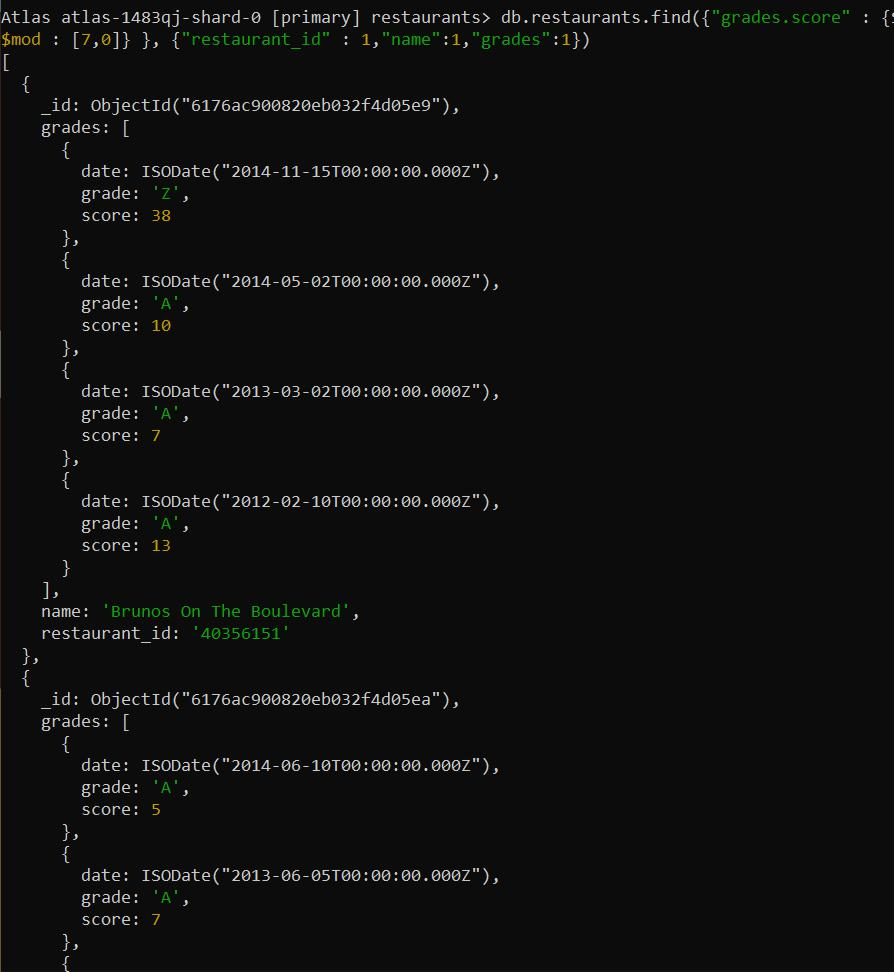 Atlas atlas-1483qj-shard-0 [primary] restaurants> db.restaurants.find({"grades.score" : {$
$mod : [7,0]} }, {"restaurant_id" : 1,"name":1,"grades":1})
[
  {
    _id: ObjectId("6176ac900820eb032f4d05e9"),
    grades: [
      {
        date: ISODate("2014-11-15T00:00:00.000Z"),
        grade: 'Z',
        score: 38
      },
      {
        date: ISODate("2014-05-02T00:00:00.000Z"),
        grade: 'A',
        score: 10
      },
      {
        date: ISODate("2013-03-02T00:00:00.000Z"),
        grade: 'A',
        score: 7
      },
      {
        date: ISODate("2012-02-10T00:00:00.000Z"),
        grade: 'A',
        score: 13
      }
    ],
    name: 'Brunos On The Boulevard',
    restaurant_id: '40356151'
  },
  {
    _id: ObjectId("6176ac900820eb032f4d05ea"),
    grades: [
      {
        date: ISODate("2014-06-10T00:00:00.000Z"),
        grade: 'A',
        score: 5
      },
      {
        date: ISODate("2013-06-05T00:00:00.000Z"),
        grade: 'A',
        score: 7
      },
      {